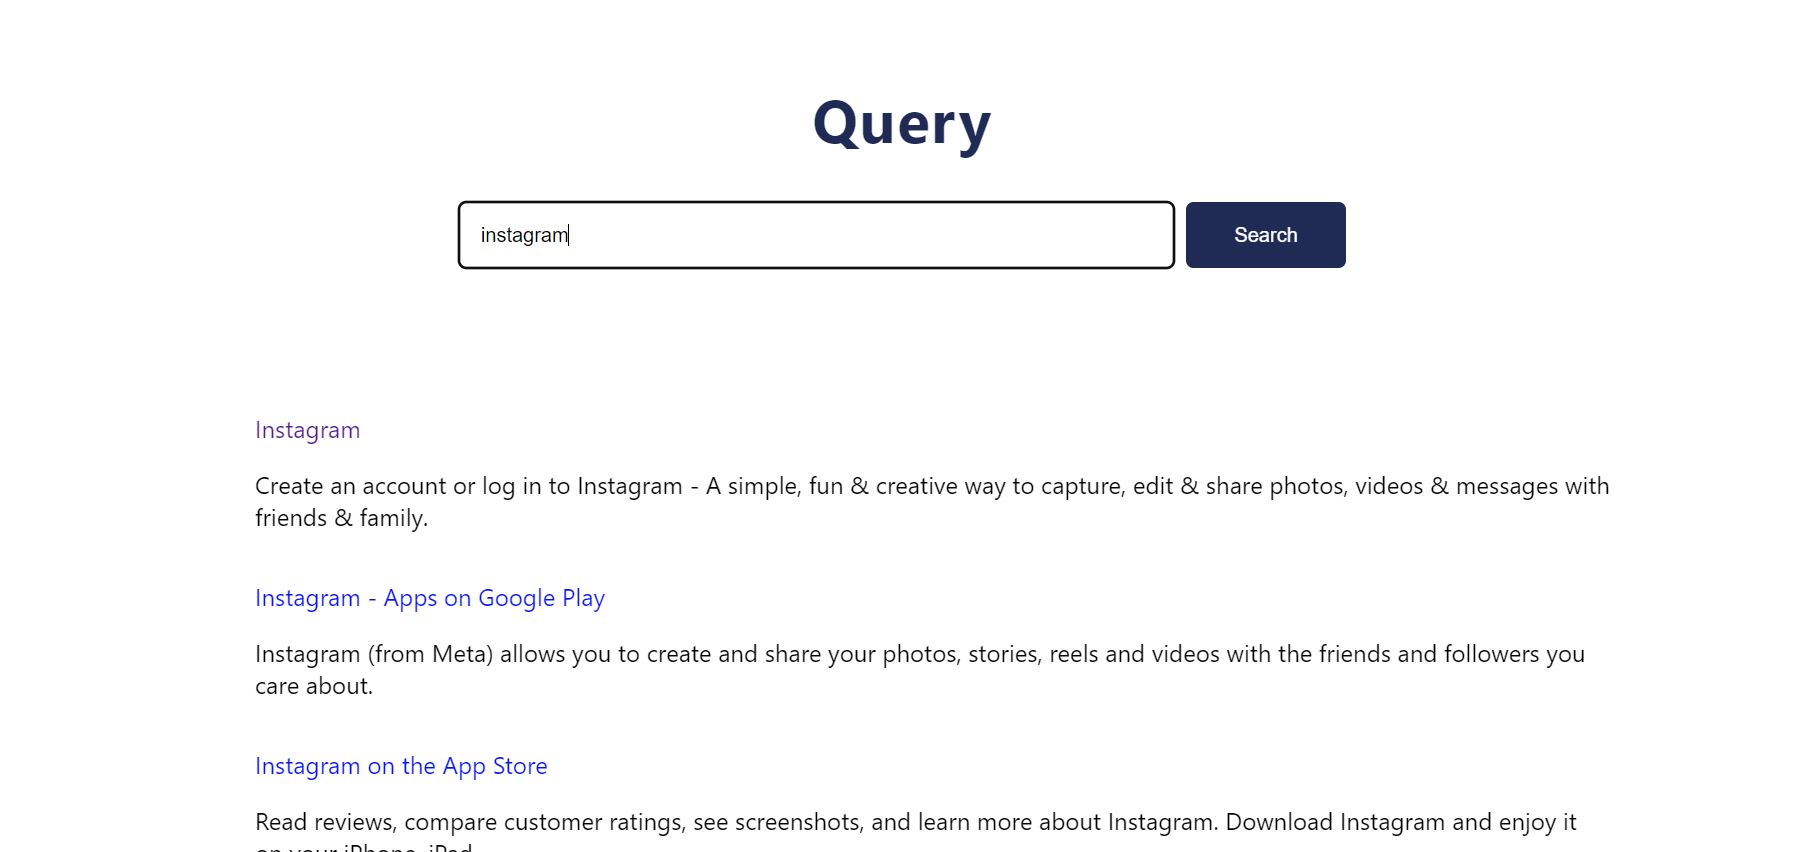 Query
instagram
Search
Instagram
Create an account or log in to Instagram - A simple, fun & creative way to capture, edit & share photos, videos & messages with
friends & family.
Instagram - Apps on Google Play
Instagram (from Meta) allows you to create and share your photos, stories, reels and videos with the friends and followers you
care about.
Instagram on the App Store
Read reviews, compare customer ratings, see screenshots, and learn more about Instagram. Download Instagram and enjoy it
on your iPhone, iPad